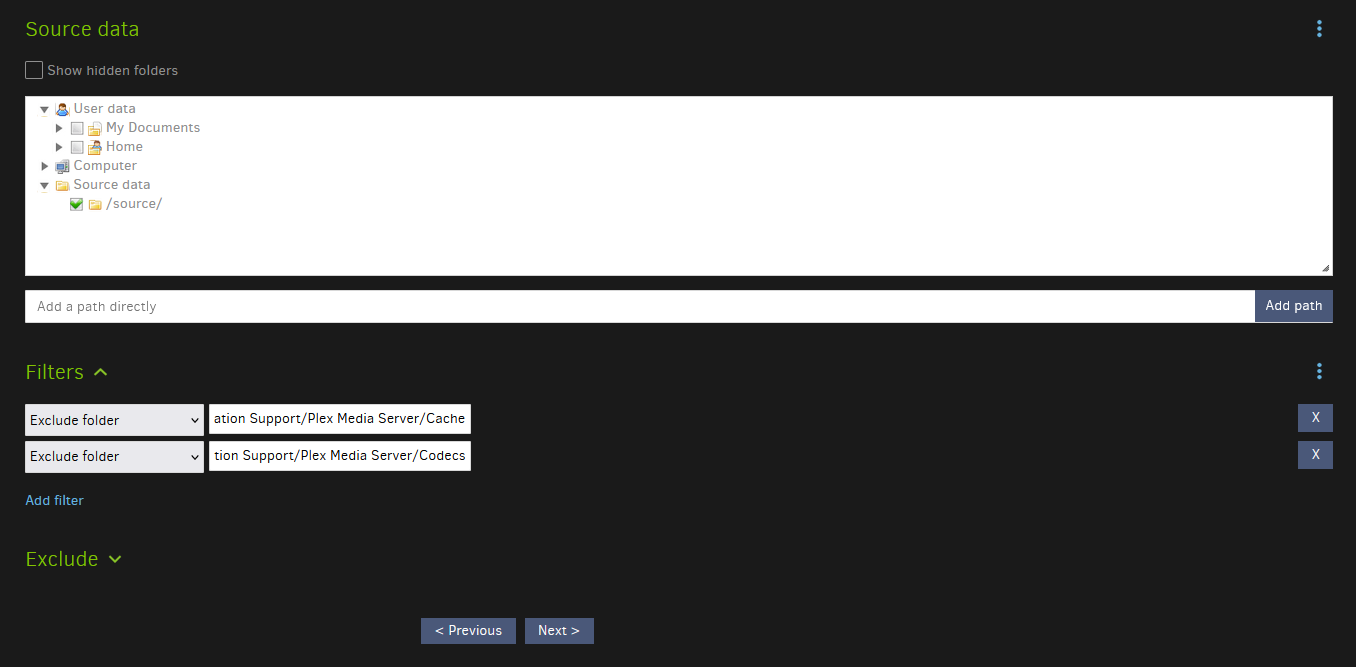 Source data
Show hidden folders
User data
My Documents
Home
Computer
Source data
/source/
Add a path directly
Add path
Filters
Exclude folder
ation Support/Plex Media Server/Cache
X
Exclude folder
tion Support/Plex Media Server/Codecs
X
Add filter
Exclude
< Previous
Next >